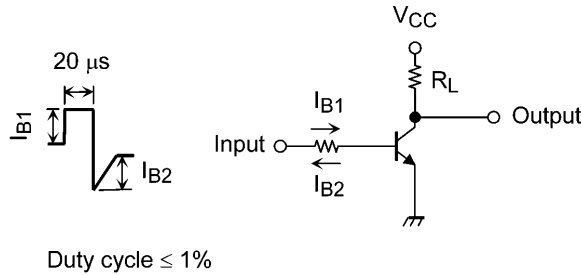 20 μs
IB1
IB2
VCC
RL
IB1
Input
Output
IB2
Duty cycle ≤ 1%